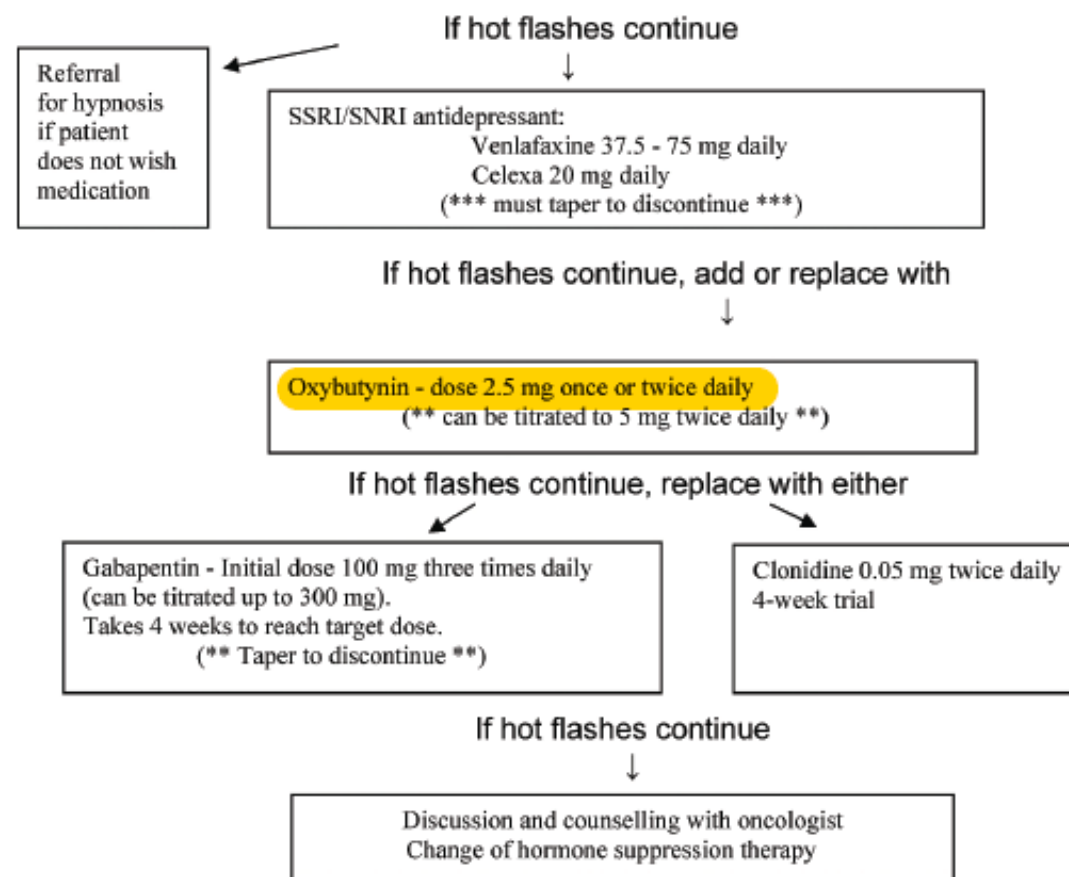 If hot flashes continue
↓
Referral
for hypnosis
if patient
does not wish
medication
SSRI/SNRI antidepressant:
Venlafaxine 37.5 - 75 mg daily
Celexa 20 mg daily
(*** must taper to discontinue ***)
If hot flashes continue, add or replace with
↓
Oxybutynin - dose 2.5 mg once or twice daily
(** can be titrated to 5 mg twice daily **)
If hot flashes continue, replace with either
Gabapentin - Initial dose 100 mg three times daily
(can be titrated up to 300 mg).
Takes 4 weeks to reach target dose.
(** Taper to discontinue **)
Clonidine 0.05 mg twice daily
4-week trial
If hot flashes continue
↓
Discussion and counselling with oncologist
Change of hormone suppression therapy